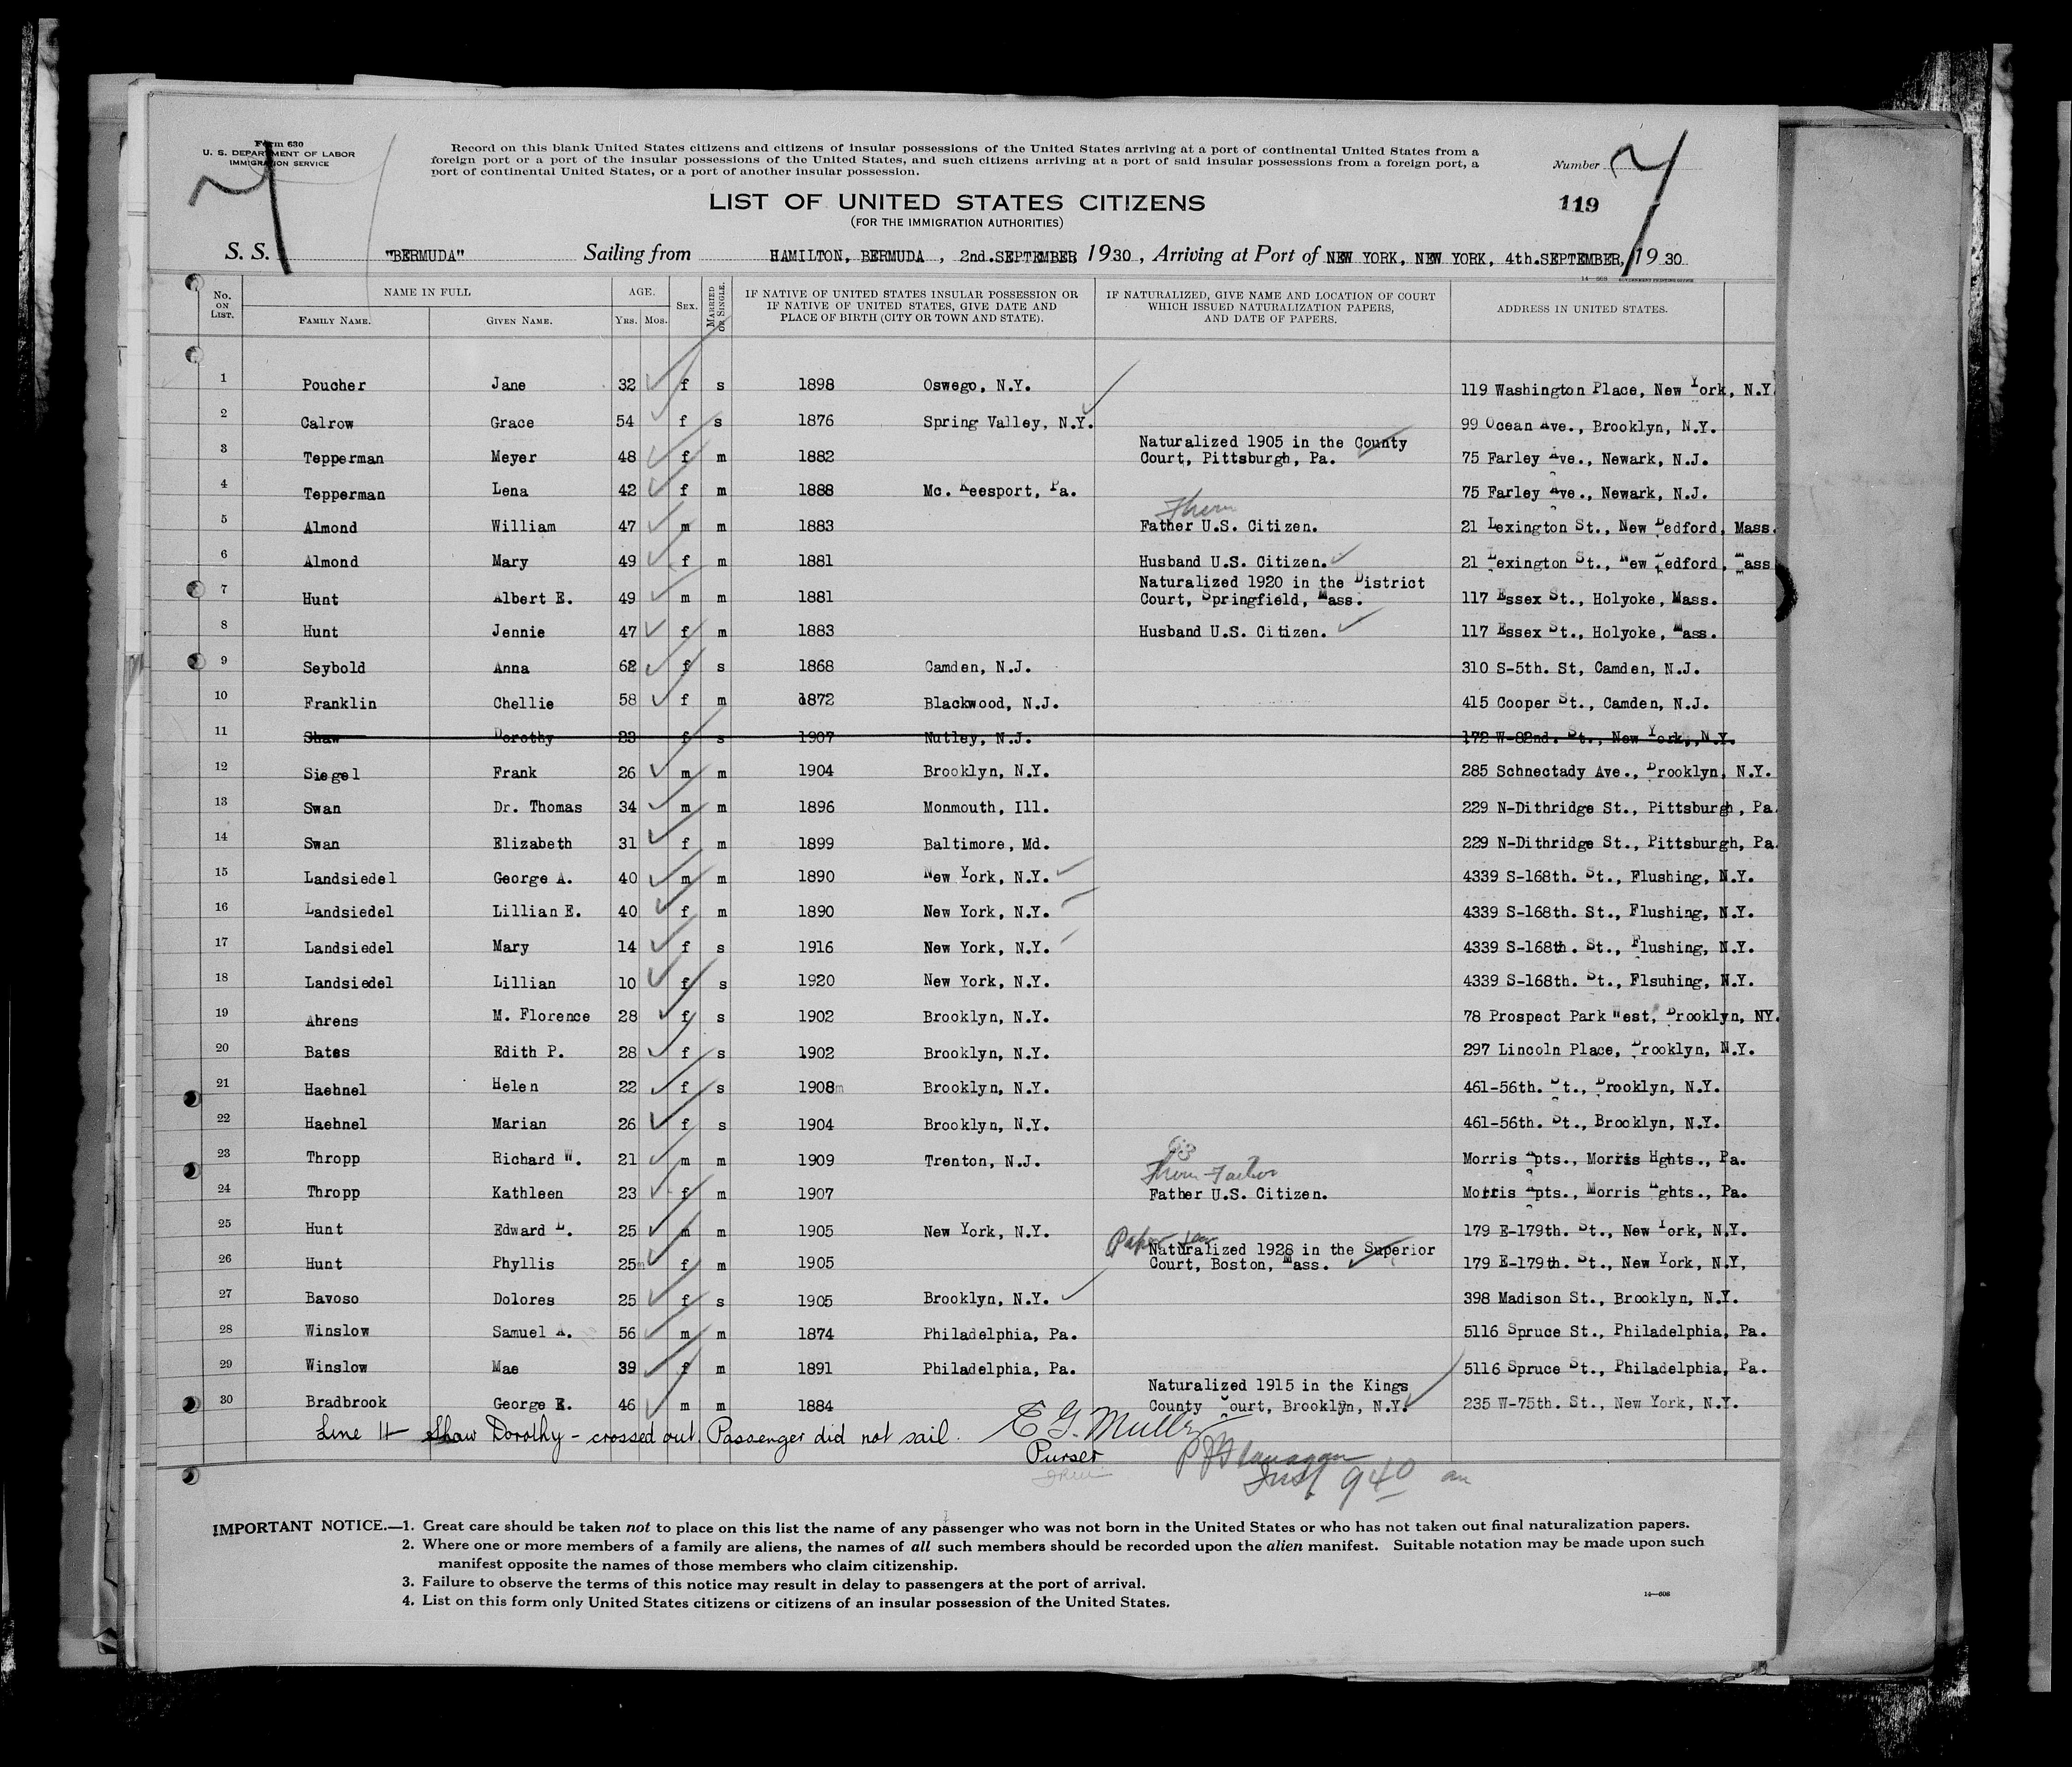 Form 630
U. S. DEPARTMENT OF LABOR
IMMIGRATION SERVICE
Record on this blank United States citizens and citizens of insular possessions of the United States arriving at a port of continental United States from a
foreign port or a port of the insular possessions of the United States, and such citizens arriving at a port of said insular possessions from a foreign port, a
port of continental United States, or a port of another insular possession.
Number 7
7
LIST OF UNITED STATES CITIZENS
(FOR THE IMMIGRATION AUTHORITIES)
119
S. S. "BERMUDA" Sailing from HAMILTON, BERMUDA , 2nd.SEPTEMBER 1930 , Arriving at Port of NEW YORK, NEW YORK, 4th.SEPTEMBER, 1930
14—608 GOVERNMENT PRINTING OFFICE
No. ON LIST. NAME IN FULL FAMILY NAME. GIVEN NAME. AGE. YRS. MOS. SEX. MARRIED OR SINGLE. IF NATIVE OF UNITED STATES INSULAR POSSESSION OR IF NATIVE OF UNITED STATES, GIVE DATE AND PLACE OF BIRTH (CITY OR TOWN AND STATE). IF NATURALIZED, GIVE NAME AND LOCATION OF COURT WHICH ISSUED NATURALIZATION PAPERS, AND DATE OF PAPERS. ADDRESS IN UNITED STATES.
1 Poucher Jane 32 f s 1898 Oswego, N.Y. 119 Washington Place, New York, N.Y.
2 Calrow Grace 54 f s 1876 Spring Valley, N.Y. 99 Ocean Ave., Brooklyn, N.Y.
3 Tepperman Meyer 48 f m 1882 Naturalized 1905 in the County Court, Pittsburgh, Pa. 75 Farley Ave., Newark, N.J.
4 Tepperman Lena 42 f m 1888 Mc. Keesport, Pa. 75 Farley Ave., Newark, N.J.
5 Almond William 47 m m 1883 Father U.S. Citizen. 21 Lexington St., New Bedford, Mass.
6 Almond Mary 49 f m 1881 Husband U.S. Citizen. 21 Lexington St., New Bedford, Mass
7 Hunt Albert E. 49 m m 1881 Naturalized 1920 in the District Court, Springfield, Mass. 117 Essex St., Holyoke, Mass.
8 Hunt Jennie 47 f m 1883 Husband U.S. Citizen. 117 Essex St., Holyoke, Mass.
9 Seybold Anna 62 f s 1868 Camden, N.J. 310 S-5th. St, Camden, N.J.
10 Franklin Chellie 58 f m 1872 Blackwood, N.J. 415 Cooper St., Camden, N.J.
11 Shaw Dorothy 23 f s 1907 Nutley, N.J. 172 W-82nd. St., New York, N.Y.
12 Siegel Frank 26 m m 1904 Brooklyn, N.Y. 285 Schnectady Ave., Brooklyn, N.Y.
13 Swan Dr. Thomas 34 m m 1896 Monmouth, Ill. 229 N-Dithridge St., Pittsburgh, Pa.
14 Swan Elizabeth 31 f m 1899 Baltimore, Md. 229 N-Dithridge St., Pittsburgh, Pa.
15 Landsiedel George A. 40 m m 1890 New York, N.Y. 4339 S-168th. St., Flushing, N.Y.
16 Landsiedel Lillian E. 40 f m 1890 New York, N.Y. 4339 S-168th. St., Flushing, N.Y.
17 Landsiedel Mary 14 f s 1916 New York, N.Y. 4339 S-168th. St., Flushing, N.Y.
18 Landsiedel Lillian 10 f s 1920 New York, N.Y. 4339 S-168th. St., Flsuhing, N.Y.
19 Ahrens M. Florence 28 f s 1902 Brooklyn, N.Y. 78 Prospect Park West, Brooklyn, NY.
20 Bates Edith P. 28 f s 1902 Brooklyn, N.Y. 297 Lincoln Place, Brooklyn, N.Y.
21 Haehnel Helen 22 f s 1908m Brooklyn, N.Y. 461-56th. St., Brooklyn, N.Y.
22 Haehnel Marian 26 f s 1904 Brooklyn, N.Y. 461-56th. St., Brooklyn, N.Y.
23 Thropp Richard W. 21 m m 1909 Trenton, N.J. Morris Apts., Morris Hghts., Pa.
24 Thropp Kathleen 23 f m 1907 Father U.S. Citizen. Morris Apts., Morris Hghts., Pa.
25 Hunt Edward L. 25 m m 1905 New York, N.Y. 179 E-179th. St., New York, N.Y.
26 Hunt Phyllis 25m f m 1905 Naturalized 1928 in the Superior Court, Boston, Mass. 179 E-179th. St., New York, N.Y,
27 Bavoso Dolores 25 f s 1905 Brooklyn, N.Y. 398 Madison St., Brooklyn, N.Y.
28 Winslow Samuel A. 56 m m 1874 Philadelphia, Pa. 5116 Spruce St., Philadelphia, Pa.
29 Winslow Mae 39 f m 1891 Philadelphia, Pa. 5116 Spruce St., Philadelphia, Pa.
30 Bradbrook George E. 46 m m 1884 Naturalized 1915 in the Kings County Court, Brooklyn, N.Y. 235 W-75th. St., New York, N.Y.
Line 11 Shaw Dorothy - crossed out. Passenger did not sail. E G. Muller
Purser
P J Flanagan
Insp 9 40 am
IMPORTANT NOTICE.—1. Great care should be taken not to place on this list the name of any passenger who was not born in the United States or who has not taken out final naturalization papers.
2. Where one or more members of a family are aliens, the names of all such members should be recorded upon the alien manifest. Suitable notation may be made upon such
manifest opposite the names of those members who claim citizenship.
3. Failure to observe the terms of this notice may result in delay to passengers at the port of arrival.
4. List on this form only United States citizens or citizens of an insular possession of the United States.
14—608